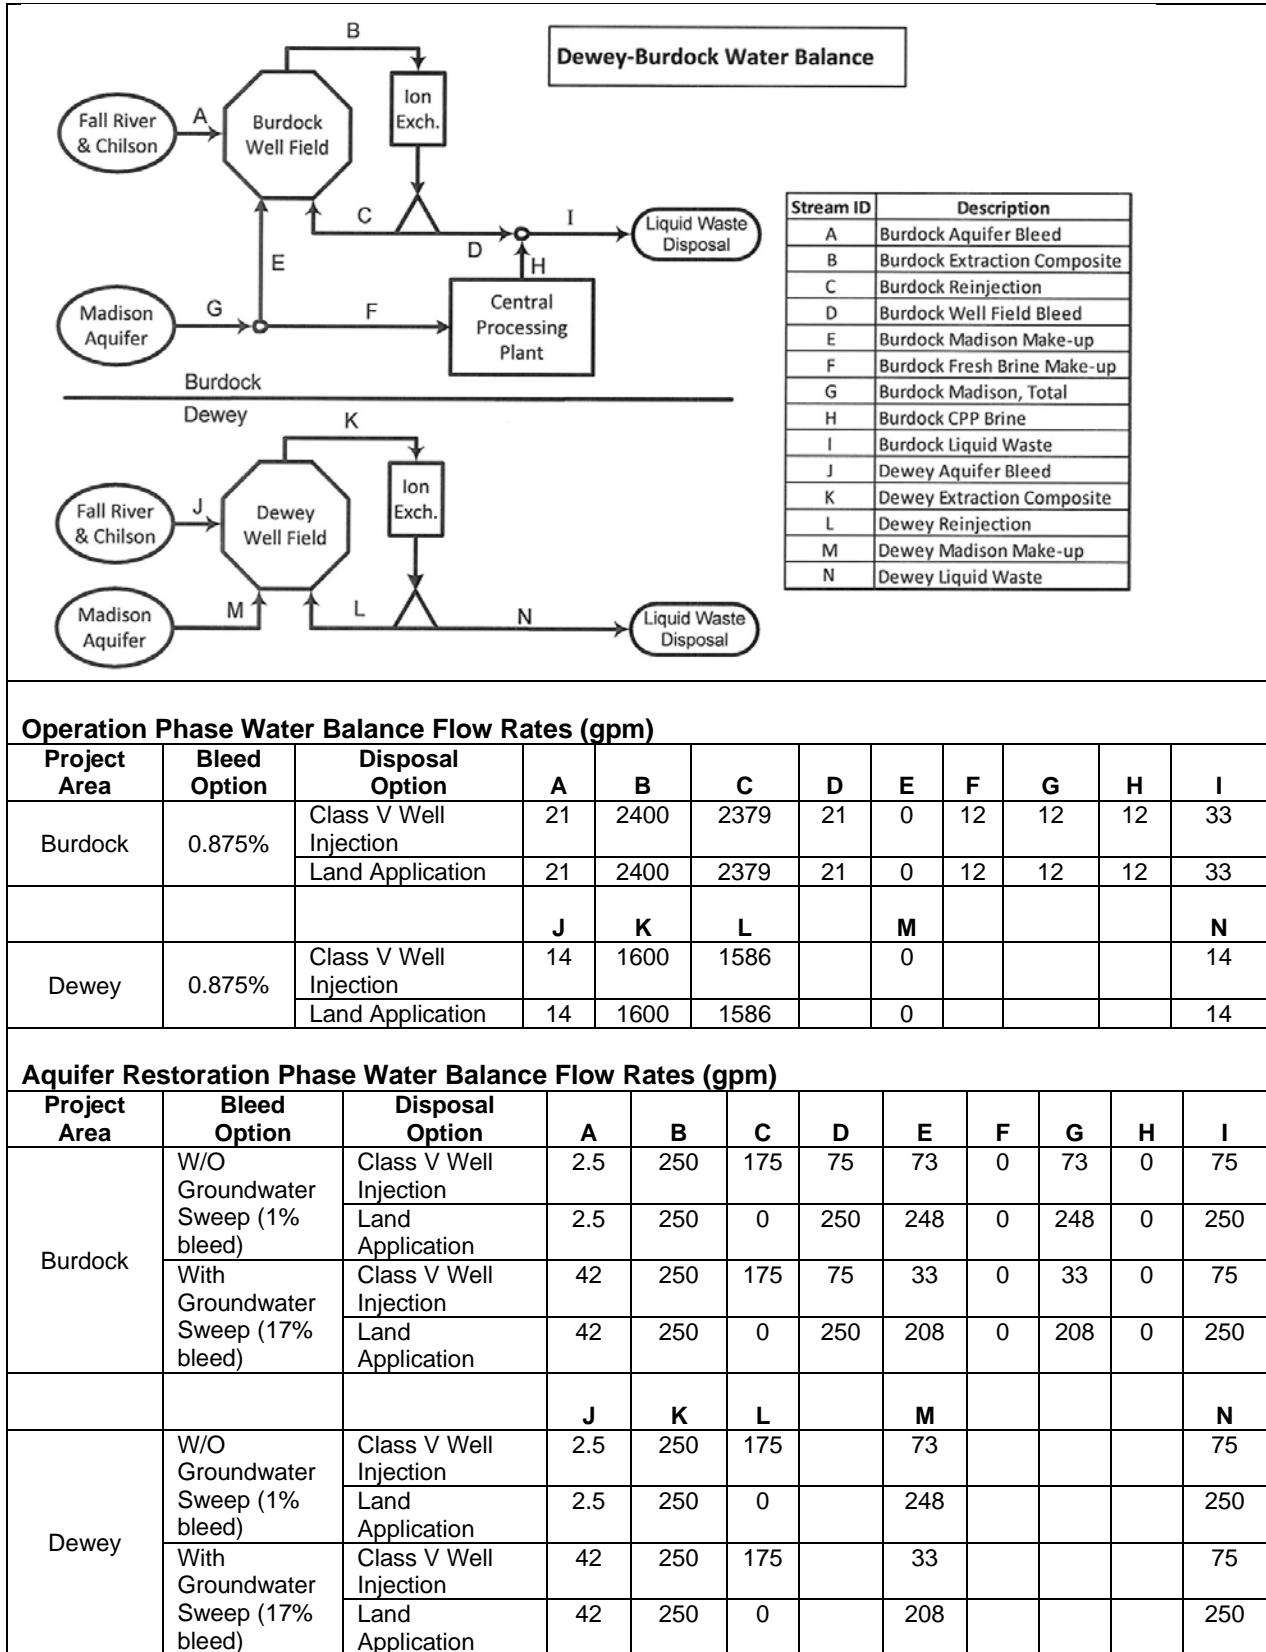 Dewey-Burdock Water Balance
B
Fall River
& Chilson
A
Burdock
Well Field
Ion
Exch.
C
D
I
Liquid Waste
Disposal
E
H
Madison
Aquifer
G
F
Central
Processing
Plant
Burdock
Dewey
K
Fall River
& Chilson
J
Dewey
Well Field
Ion
Exch.
Madison
Aquifer
M
L
N
Liquid Waste
Disposal
Stream ID Description
A Burdock Aquifer Bleed
B Burdock Extraction Composite
C Burdock Reinjection
D Burdock Well Field Bleed
E Burdock Madison Make-up
F Burdock Fresh Brine Make-up
G Burdock Madison, Total
H Burdock CPP Brine
I Burdock Liquid Waste
J Dewey Aquifer Bleed
K Dewey Extraction Composite
L Dewey Reinjection
M Dewey Madison Make-up
N Dewey Liquid Waste
Operation Phase Water Balance Flow Rates (gpm)
Project Bleed Disposal
Area Option Option A B C D E F G H I
Burdock 0.875% Class V Well 21 2400 2379 21 0 12 12 12 33
Injection
Land Application 21 2400 2379 21 0 12 12 12 33
J K L M N
Dewey 0.875% Class V Well 14 1600 1586 0 14
Injection
Land Application 14 1600 1586 0 14
Aquifer Restoration Phase Water Balance Flow Rates (gpm)
Project Bleed Disposal
Area Option Option A B C D E F G H I
Burdock
W/O Class V Well 2.5 250 175 75 73 0 73 0 75
Groundwater Injection
Sweep (1% Land 2.5 250 0 250 248 0 248 0 250
bleed) Application
With Class V Well 42 250 175 75 33 0 33 0 75
Groundwater Injection
Sweep (17% Land 42 250 0 250 208 0 208 0 250
bleed) Application
J K L M N
Dewey
W/O Class V Well 2.5 250 175 73 75
Groundwater Injection
Sweep (1% Land 2.5 250 0 248 250
bleed) Application
With Class V Well 42 250 175 33 75
Groundwater Injection
Sweep (17% Land 42 250 0 208 250
bleed) Application